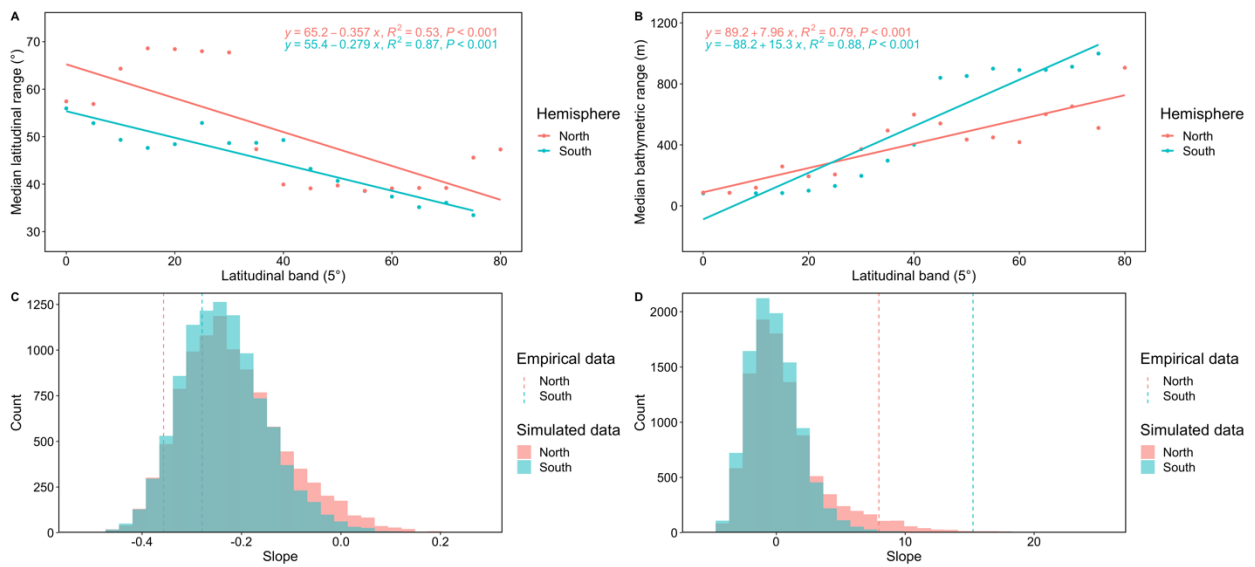 A
y = 65.2 − 0.357 x, R² = 0.53, P < 0.001
y = 55.4 − 0.279 x, R² = 0.87, P < 0.001
Median latitudinal range (°)
70
60
50
40
30
0
20
40
60
80
Latitudinal band (5°)
Hemisphere
North
South
B
y = 89.2 + 7.96 x, R² = 0.79, P < 0.001
y = − 88.2 + 15.3 x, R² = 0.88, P < 0.001
Median bathymetric range (m)
1200
800
400
0
0
20
40
60
80
Latitudinal band (5°)
Hemisphere
North
South
C
Count
1250
1000
750
500
250
0
-0.4
-0.2
0.0
0.2
Slope
Empirical data
North
South
Simulated data
North
South
D
Count
2000
1500
1000
500
0
0
10
20
Slope
Empirical data
North
South
Simulated data
North
South